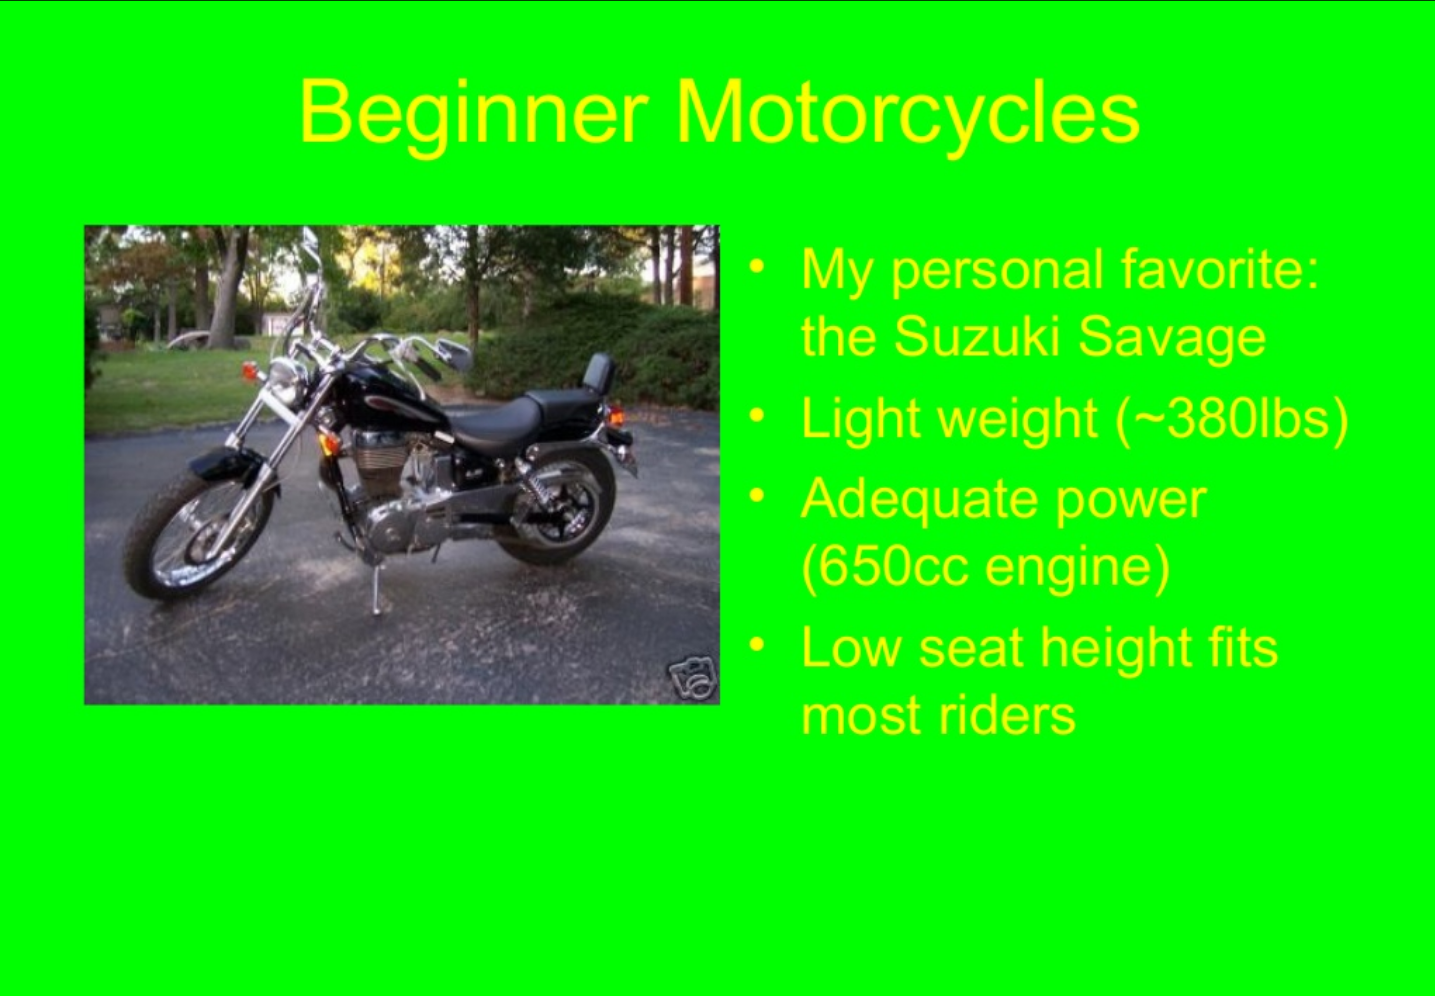 Beginner Motorcycles
• My personal favorite:
the Suzuki Savage
• Light weight (~380lbs)
• Adequate power
(650cc engine)
• Low seat height fits
most riders